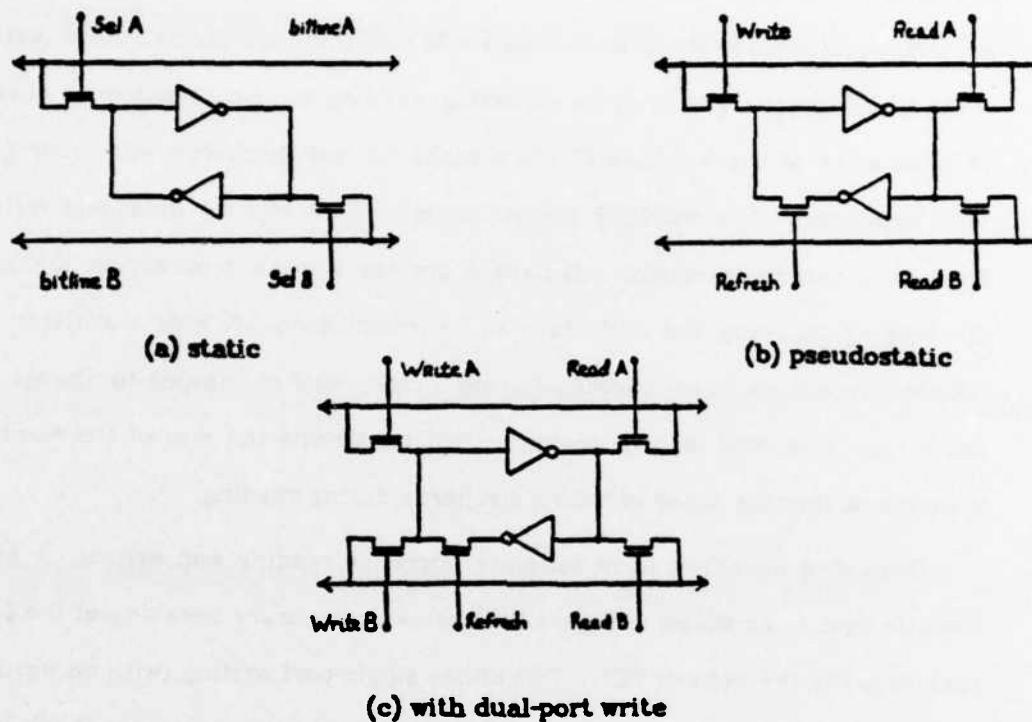 Sel A
bitline A
bitline B
Sel B
(a) static
Write
Read A
Refresh
Read B
(b) pseudostatic
Write A
Read A
Write B
Refresh
Read B
(c) with dual-port write